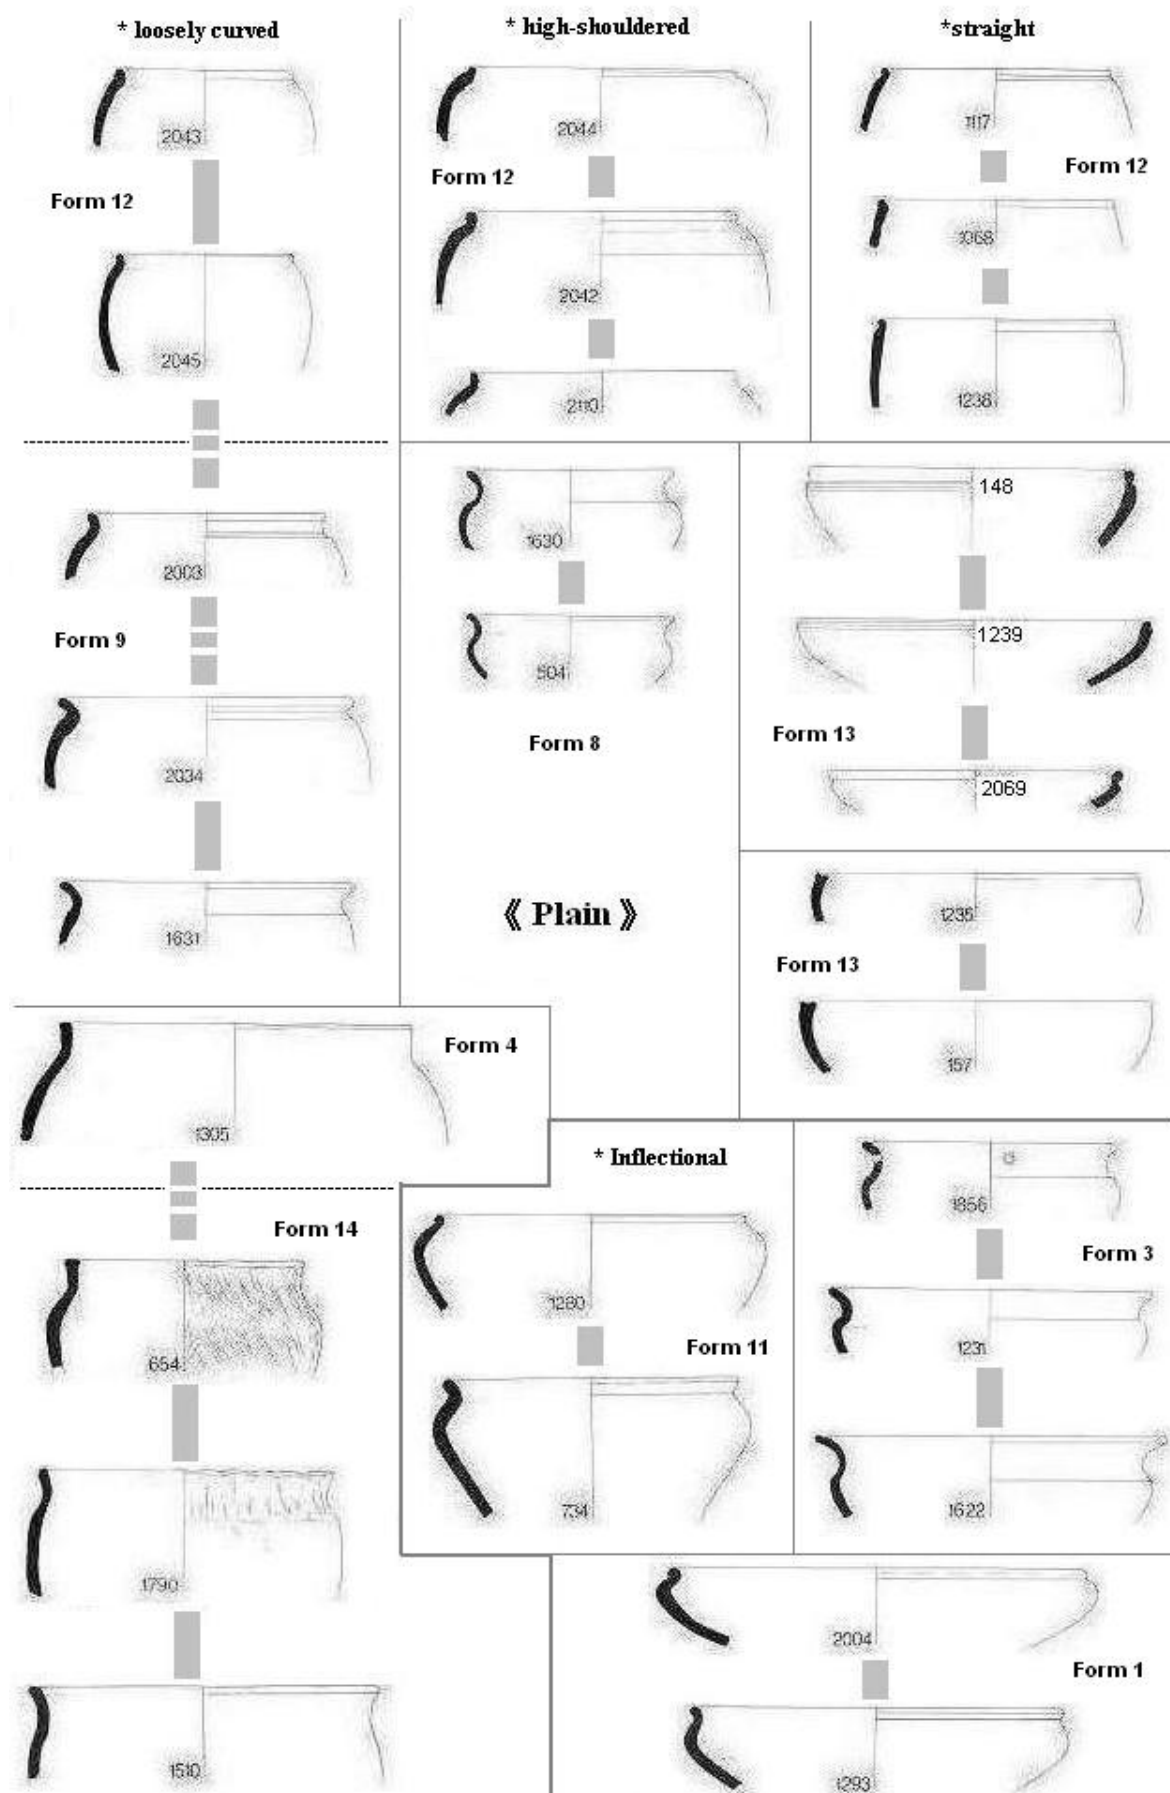 * loosely curved
* high-shouldered
*straight
2043
2044
1117
Form 12
Form 12
Form 12
1068
2042
2045
2110
1238
148
1630
2003
Form 9
1239
504
Form 13
Form 8
2034
2069
《 Plain 》
1235
1631
Form 13
Form 4
157
1305
* Inflectional
1856
Form 14
Form 3
1280
1231
Form 11
654
734
1622
1790
2004
Form 1
1510
1293